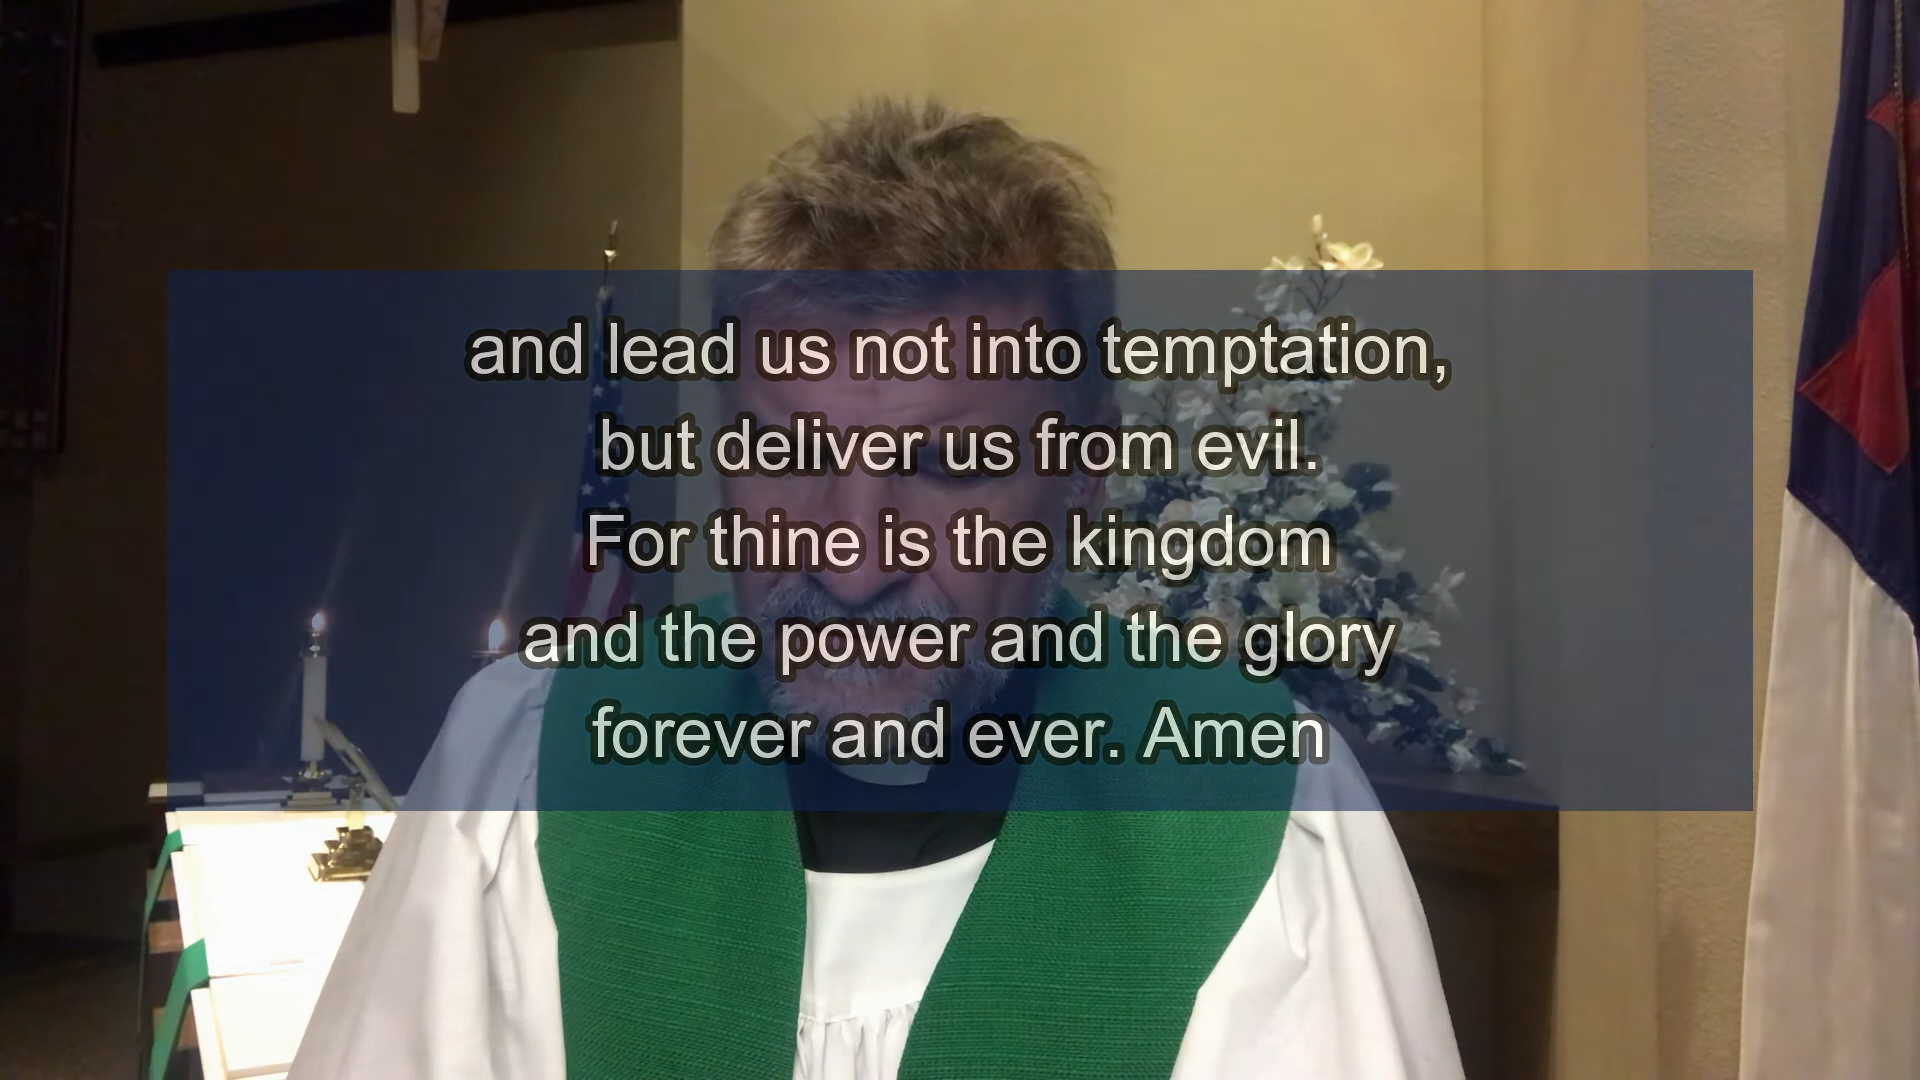 and lead us not into temptation,
but deliver us from evil.
For thine is the kingdom
and the power and the glory
forever and ever. Amen